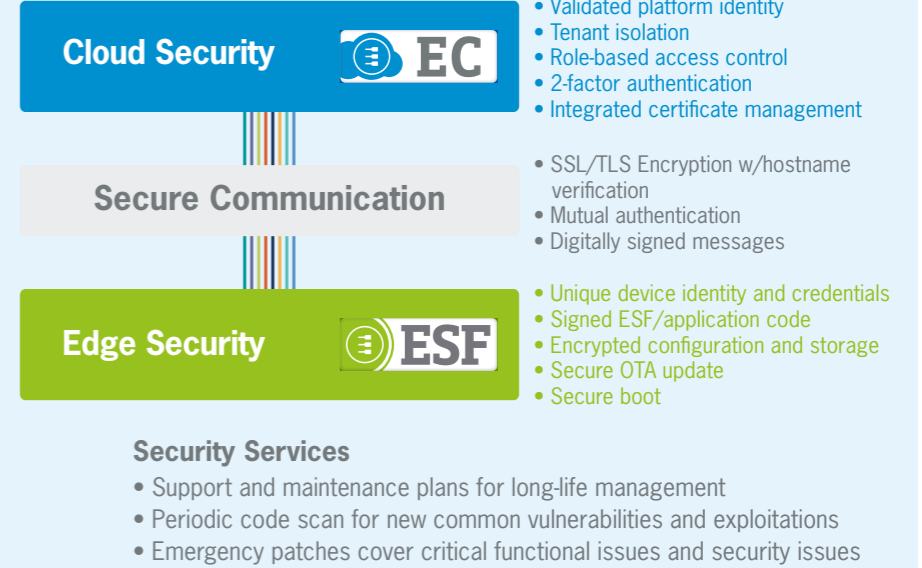 Cloud Security
EC
• Validated platform identity
• Tenant isolation
• Role-based access control
• 2-factor authentication
• Integrated certificate management
Secure Communication
• SSL/TLS Encryption w/hostname
verification
• Mutual authentication
• Digitally signed messages
Edge Security
ESF
• Unique device identity and credentials
• Signed ESF/application code
• Encrypted configuration and storage
• Secure OTA update
• Secure boot
Security Services
• Support and maintenance plans for long-life management
• Periodic code scan for new common vulnerabilities and exploitations
• Emergency patches cover critical functional issues and security issues